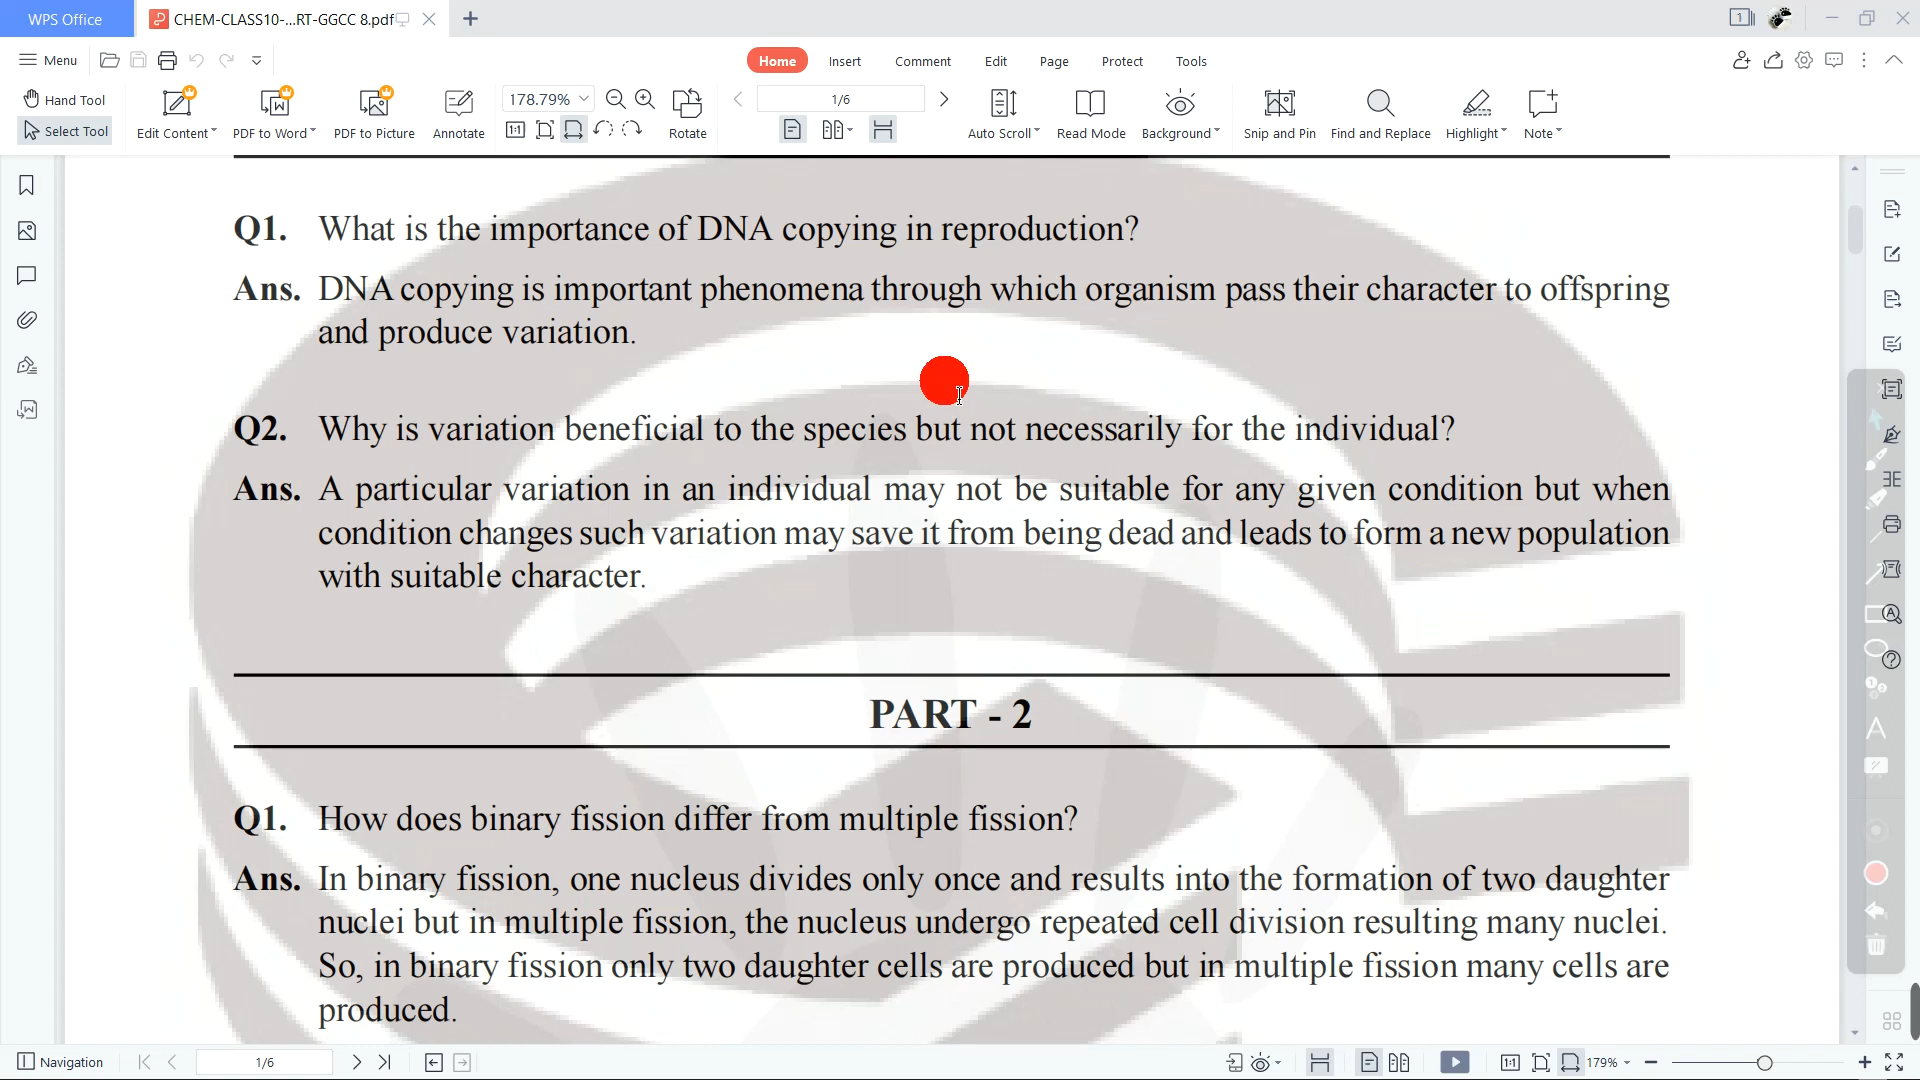 WPS Office
CHEM-CLASS10-...RT-GGCC 8.pdf
Menu
Home Insert Comment Edit Page Protect Tools
Hand Tool
Select Tool
Edit Content
PDF to Word
PDF to Picture
Annotate
178.79%
Rotate
1/6
Auto Scroll
Read Mode
Background
Snip and Pin
Find and Replace
Highlight
Note
Q1. What is the importance of DNA copying in reproduction?
Ans. DNA copying is important phenomena through which organism pass their character to offspring
and produce variation.
Q2. Why is variation beneficial to the species but not necessarily for the individual?
Ans. A particular variation in an individual may not be suitable for any given condition but when
condition changes such variation may save it from being dead and leads to form a new population
with suitable character.
PART - 2
Q1. How does binary fission differ from multiple fission?
Ans. In binary fission, one nucleus divides only once and results into the formation of two daughter
nuclei but in multiple fission, the nucleus undergo repeated cell division resulting many nuclei.
So, in binary fission only two daughter cells are produced but in multiple fission many cells are
produced.
Navigation
1/6
179%